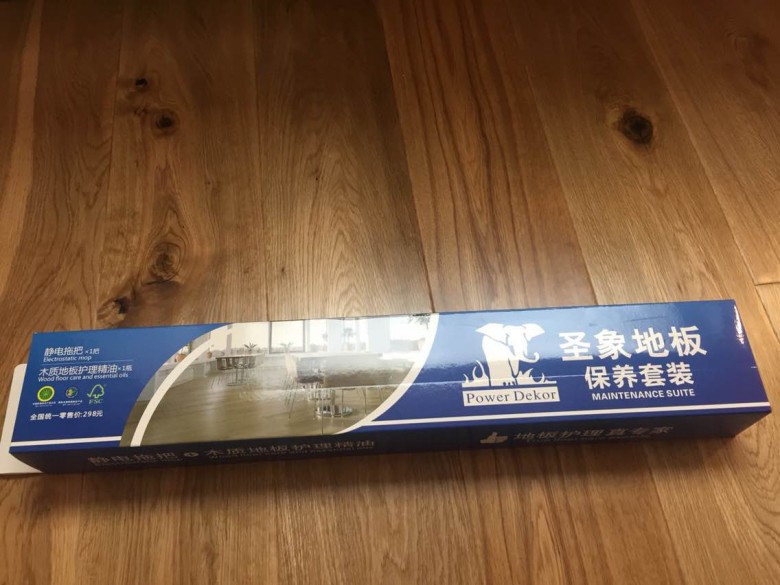 静电拖把×1把
Electrostatic mop
木质地板护理精油×1瓶
Wood floor care and essential oils
FSC
全国统一零售价:298元
Power Dekor
圣象地板
保养套装
MAINTENANCE SUITE
静电拖把
木质地板护理精油
地板护理真专家